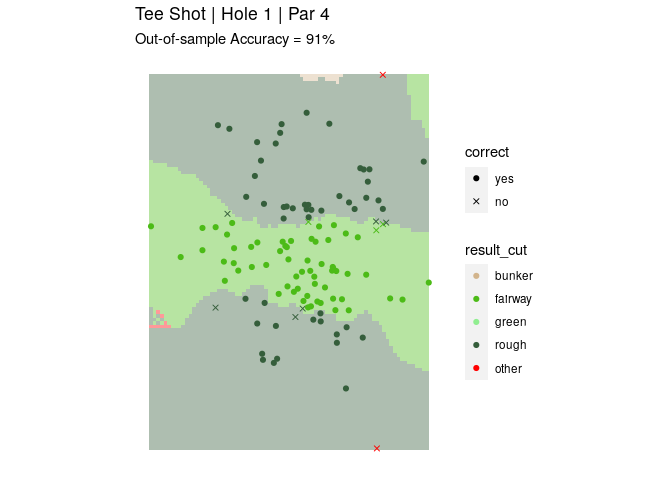 Tee Shot | Hole 1 | Par 4
Out-of-sample Accuracy = 91%
correct
yes
no
result_cut
bunker
fairway
green
rough
other